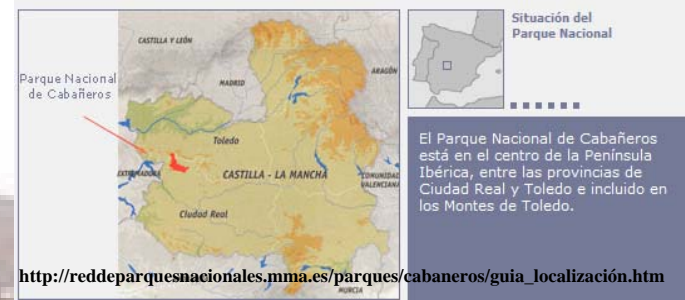 CASTILLA Y LEÓN
MADRID
ARAGÓN
Parque Nacional
de Cabañeros
Toledo
EXTREMADURA
CASTILLA - LA MANCHA
COMUNIDAD
VALENCIANA
Ciudad Real
MURCIA
http://reddeparquesnacionales.mma.es/parques/cabaneros/guia_localización.htm
Situación del
Parque Nacional
El Parque Nacional de Cabañeros
está en el centro de la Península
Ibérica, entre las provincias de
Ciudad Real y Toledo e incluido en
los Montes de Toledo.